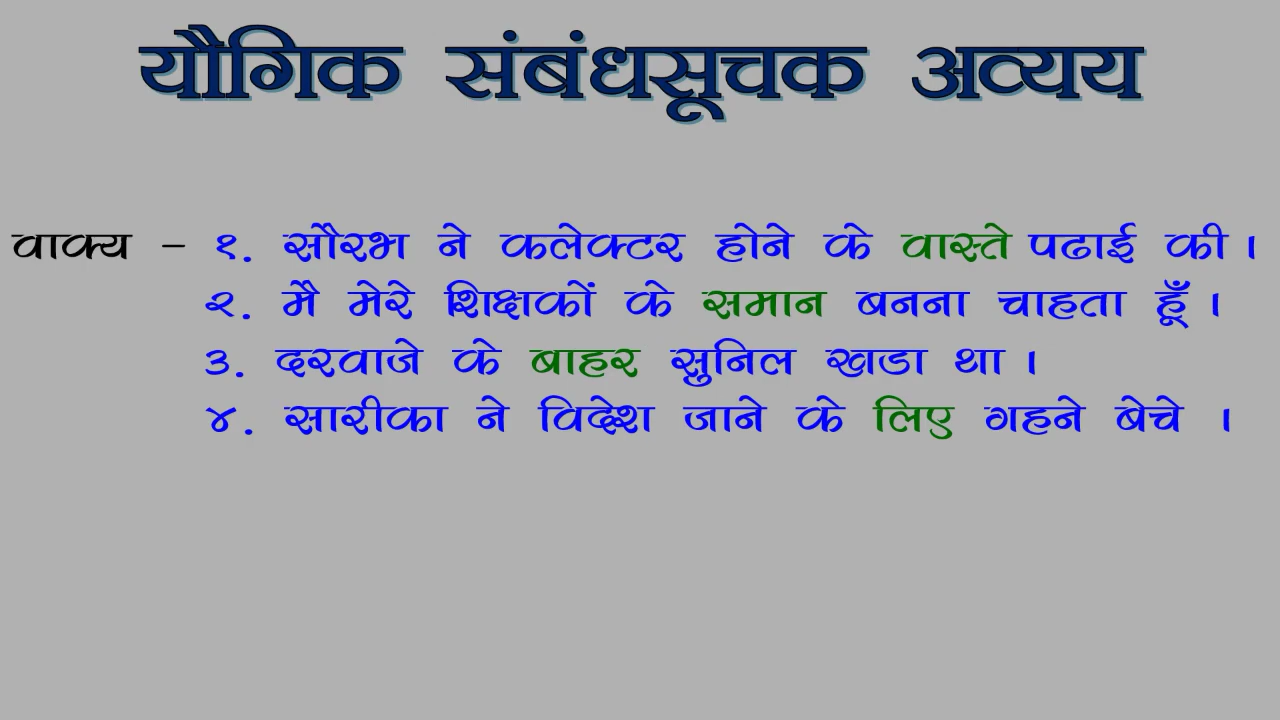 यौगिक संबंधसूचक अव्यय
वाक्य - १. सौरभ ने कलेक्टर होने के वास्ते पढाई की ।
२. मै मेरे शिक्षकों के समान बनना चाहता हूँ ।
३. दरवाजे के बाहर सुनिल खडा था ।
४. सारीका ने विदेश जाने के लिए गहने बेचे ।